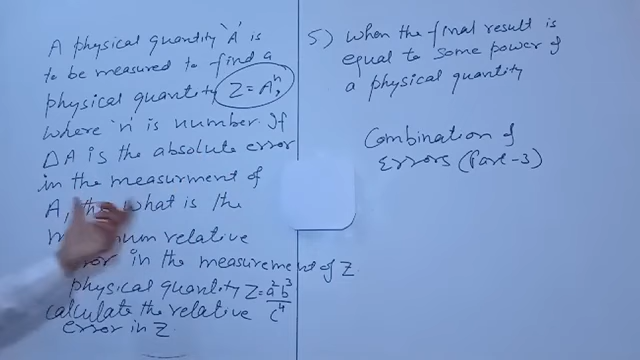 A physical quantity 'A' is
to be measured to find a
physical quantity Z = Aⁿ,
where 'n' is number. If
ΔA is the absolute error
in the measurment of
A, what is the
relative
error in the measurement of Z
physical quantity Z = a²b³/c⁴
calculate the relative
error in Z.
5) when the final result is
equal to some power of
a physical quantity
Combination of
Errors (Part-3)